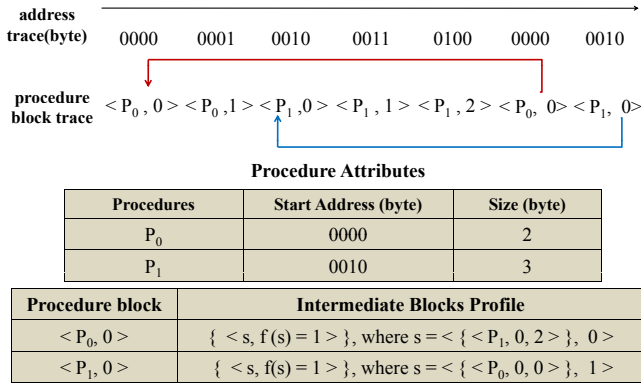 address
trace(byte) 0000 0001 0010 0011 0100 0000 0010
procedure
block trace < P0 , 0 > < P0 ,1 > < P1 ,0 > < P1 , 1 > < P1 , 2 > < P0, 0> < P1, 0>
Procedure Attributes
Procedures Start Address (byte) Size (byte)
P0 0000 2
P1 0010 3
Procedure block Intermediate Blocks Profile
< P0, 0 > { < s, f (s) = 1 > }, where s = < { < P1, 0, 2 > }, 0 >
< P1, 0 > { < s, f(s) = 1 > }, where s = < { < P0, 0, 0 > }, 1 >